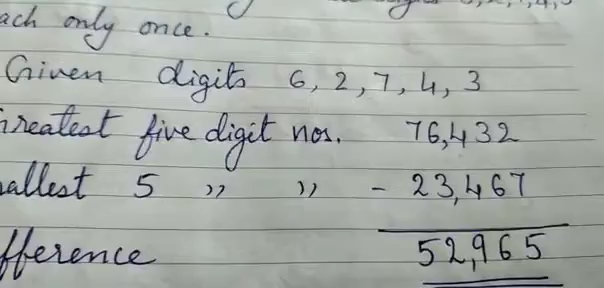 ach only once.
Given digits 6, 2, 7, 4, 3
reatest five digit nos. 76,432
allest 5 ,, ,, - 23,467
fference 52,965